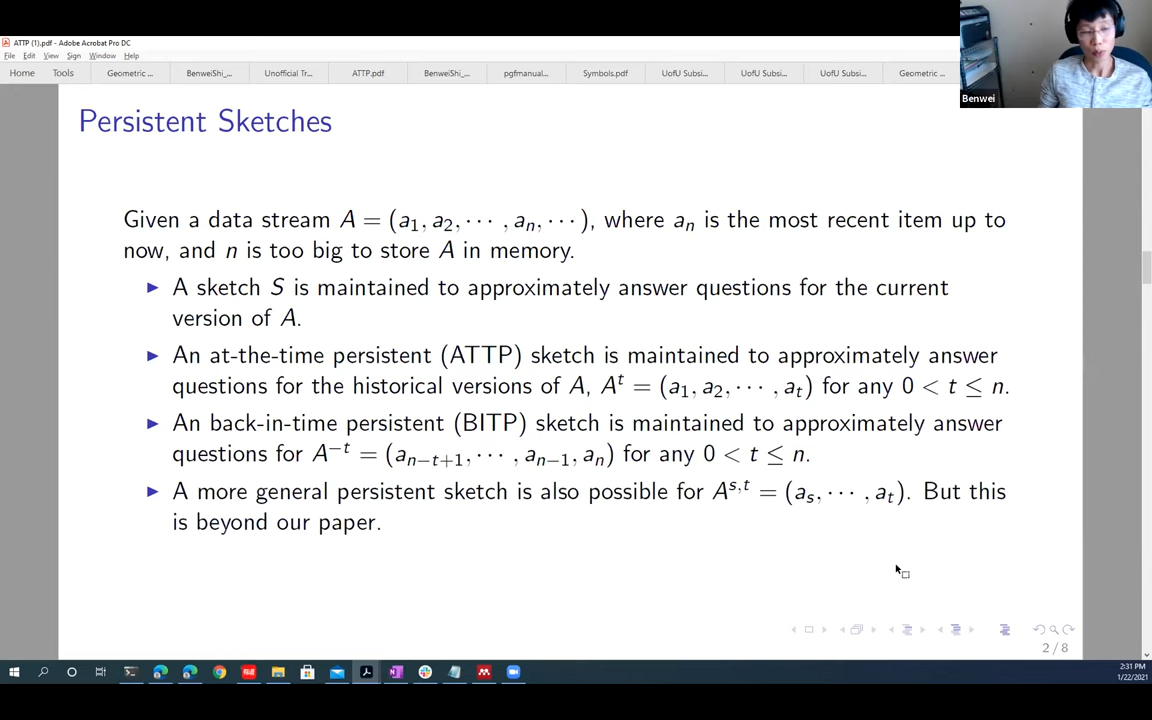 ATTP (1).pdf - Adobe Acrobat Pro DC
File Edit View Sign Window Help
Home Tools Geometric ... BenweiShi_... Unofficial Tr... ATTP.pdf BenweiShi_... pgfmanual... Symbols.pdf UofU Subsi... UofU Subsi... UofU Subsi... Geometric ...
Benwei
Persistent Sketches
Given a data stream A = (a₁, a₂, ⋯ , aₙ, ⋯ ), where aₙ is the most recent item up to
now, and n is too big to store A in memory.
▶ A sketch S is maintained to approximately answer questions for the current
version of A.
▶ An at-the-time persistent (ATTP) sketch is maintained to approximately answer
questions for the historical versions of A, Aᵗ = (a₁, a₂, ⋯ , aₜ) for any 0 < t ≤ n.
▶ An back-in-time persistent (BITP) sketch is maintained to approximately answer
questions for A⁻ᵗ = (aₙ₋ₜ₊₁, ⋯ , aₙ₋₁, aₙ) for any 0 < t ≤ n.
▶ A more general persistent sketch is also possible for Aˢ,ᵗ = (aₛ, ⋯ , aₜ). But this
is beyond our paper.
2 / 8
2:31 PM
1/22/2021